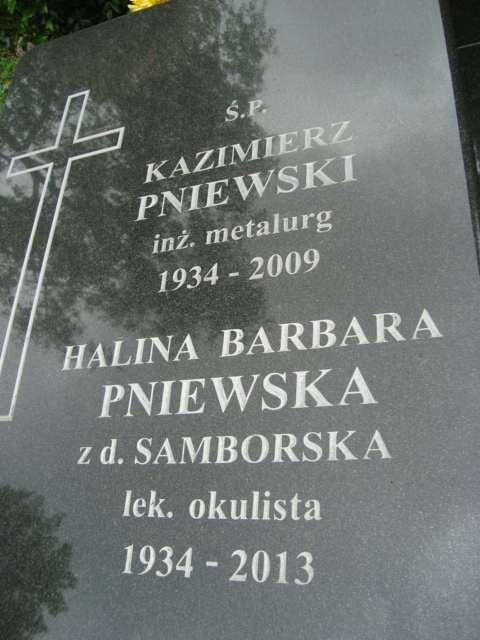 Ś.P.
KAZIMIERZ
PNIEWSKI
inż. metalurg
1934 - 2009
HALINA BARBARA
PNIEWSKA
z d. SAMBORSKA
lek. okulista
1934 - 2013